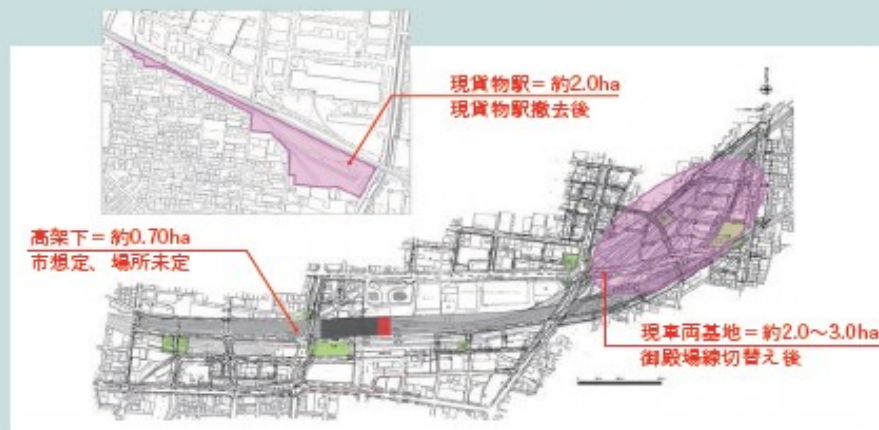 現貨物駅＝約2.0ha
現貨物駅撤去後
高架下＝約0.70ha
市想定、場所未定
現車両基地＝約2.0〜3.0ha
御殿場線切替え後